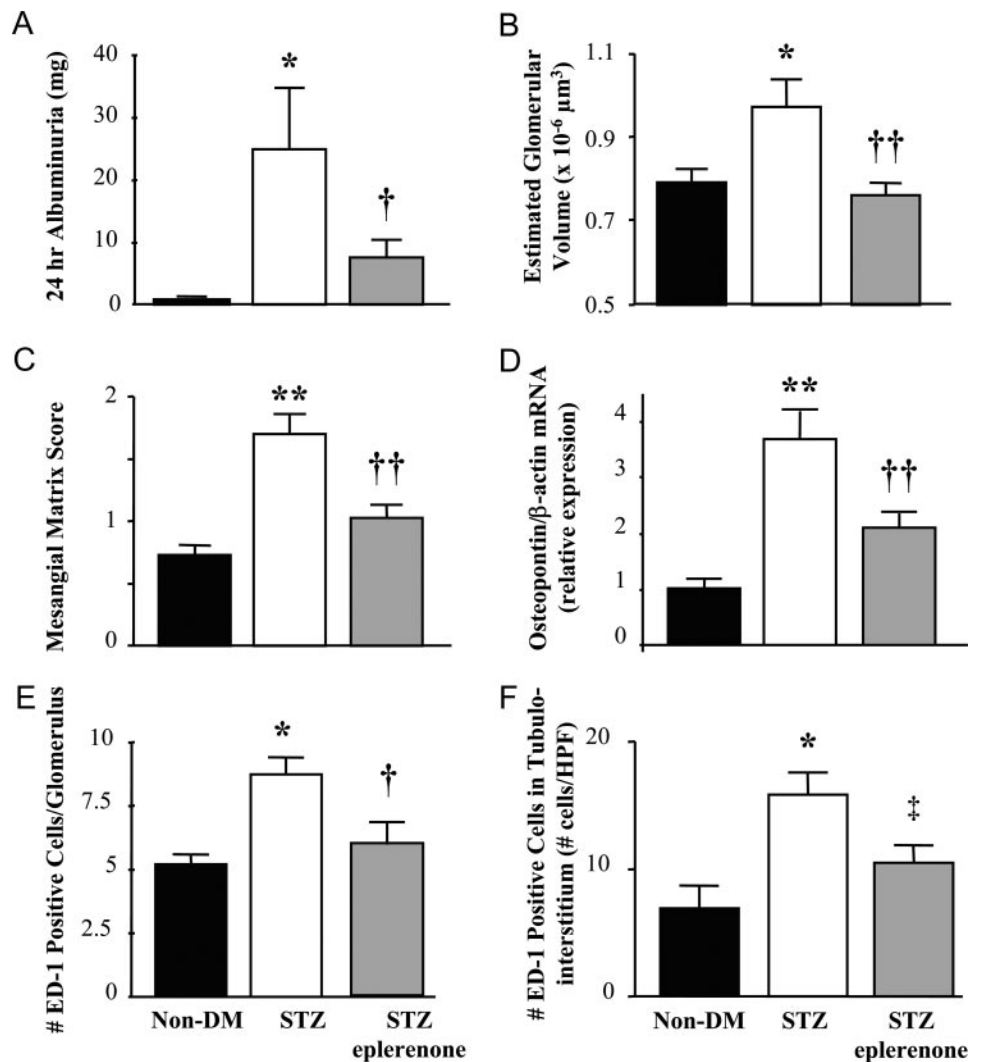 A
24 hr Albuminuria (mg)
40
30
20
10
0
*
†
B
Estimated Glomerular
Volume (x 10⁻⁶ µm³)
1.1
0.9
0.7
0.5
*
††
C
Mesangial Matrix Score
2
1
0
**
††
D
Osteopontin/β-actin mRNA
(relative expression)
4
3
2
1
0
**
††
E
# ED-1 Positive Cells/Glomerulus
10
7.5
5
2.5
0
*
†
Non-DM
STZ
STZ
eplerenone
F
# ED-1 Positive Cells in Tubulo-
interstitium (# cells/HPF)
20
10
0
*
‡
Non-DM
STZ
STZ
eplerenone